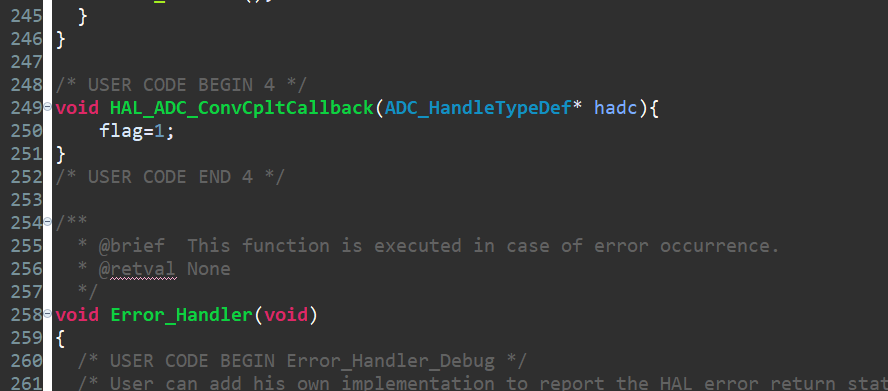 245   }
246 }
247
248 /* USER CODE BEGIN 4 */
249 void HAL_ADC_ConvCpltCallback(ADC_HandleTypeDef* hadc){
250     flag=1;
251 }
252 /* USER CODE END 4 */
253
254 /**
255   * @brief  This function is executed in case of error occurrence.
256   * @retval None
257   */
258 void Error_Handler(void)
259 {
260   /* USER CODE BEGIN Error_Handler_Debug */
261   /* User can add his own implementation to report the HAL error return stat